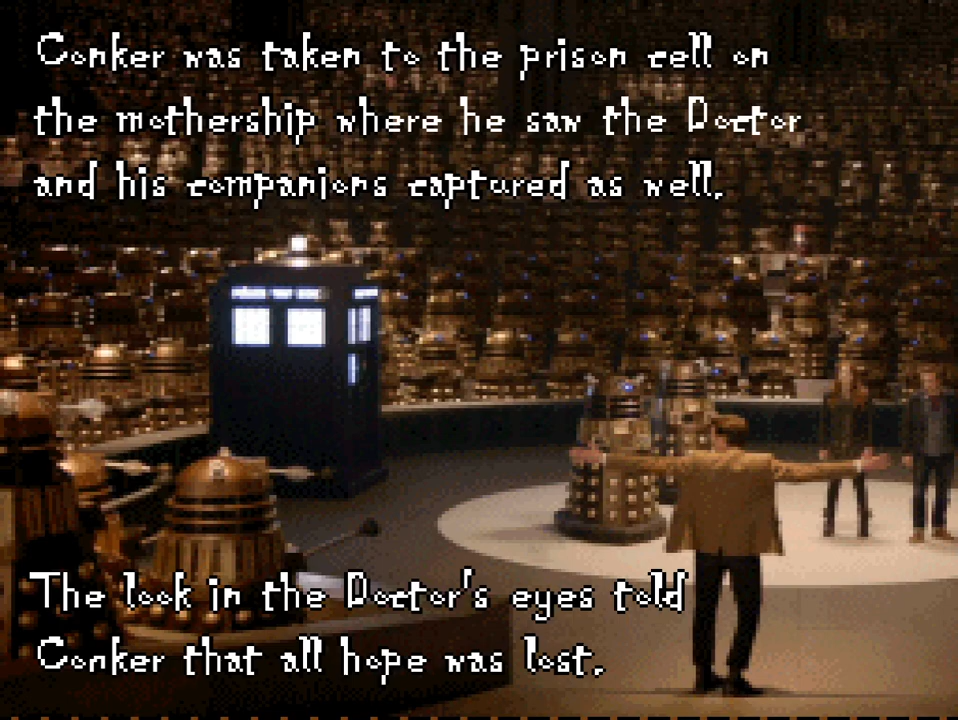 Conker was taken to the prison cell on
the mothership where he saw the Doctor
and his companions captured as well.
The look in the Doctor's eyes told
Conker that all hope was lost.